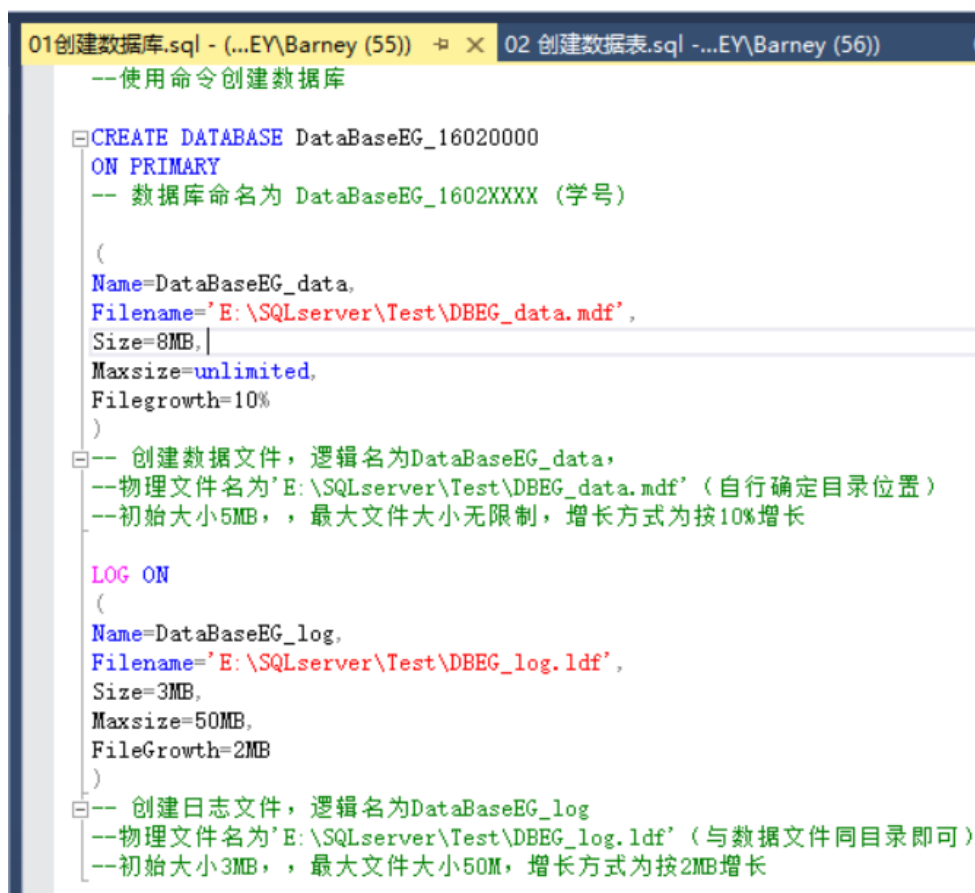 01创建数据库.sql - (...EY\Barney (55)) 02 创建数据表.sql -...EY\Barney (56))
--使用命令创建数据库
CREATE DATABASE DataBaseEG_16020000
ON PRIMARY
-- 数据库命名为 DataBaseEG_1602XXXX (学号)
(
Name=DataBaseEG_data,
Filename='E:\SQLserver\Test\DBEG_data.mdf',
Size=8MB,
Maxsize=unlimited,
Filegrowth=10%
)
-- 创建数据文件，逻辑名为DataBaseEG_data，
--物理文件名为'E:\SQLserver\Test\DBEG_data.mdf'（自行确定目录位置）
--初始大小5MB，，最大文件大小无限制，增长方式为按10%增长
LOG ON
(
Name=DataBaseEG_log,
Filename='E:\SQLserver\Test\DBEG_log.ldf',
Size=3MB,
Maxsize=50MB,
FileGrowth=2MB
)
-- 创建日志文件，逻辑名为DataBaseEG_log
--物理文件名为'E:\SQLserver\Test\DBEG_log.ldf'（与数据文件同目录即可）
--初始大小3MB，，最大文件大小50M，增长方式为按2MB增长